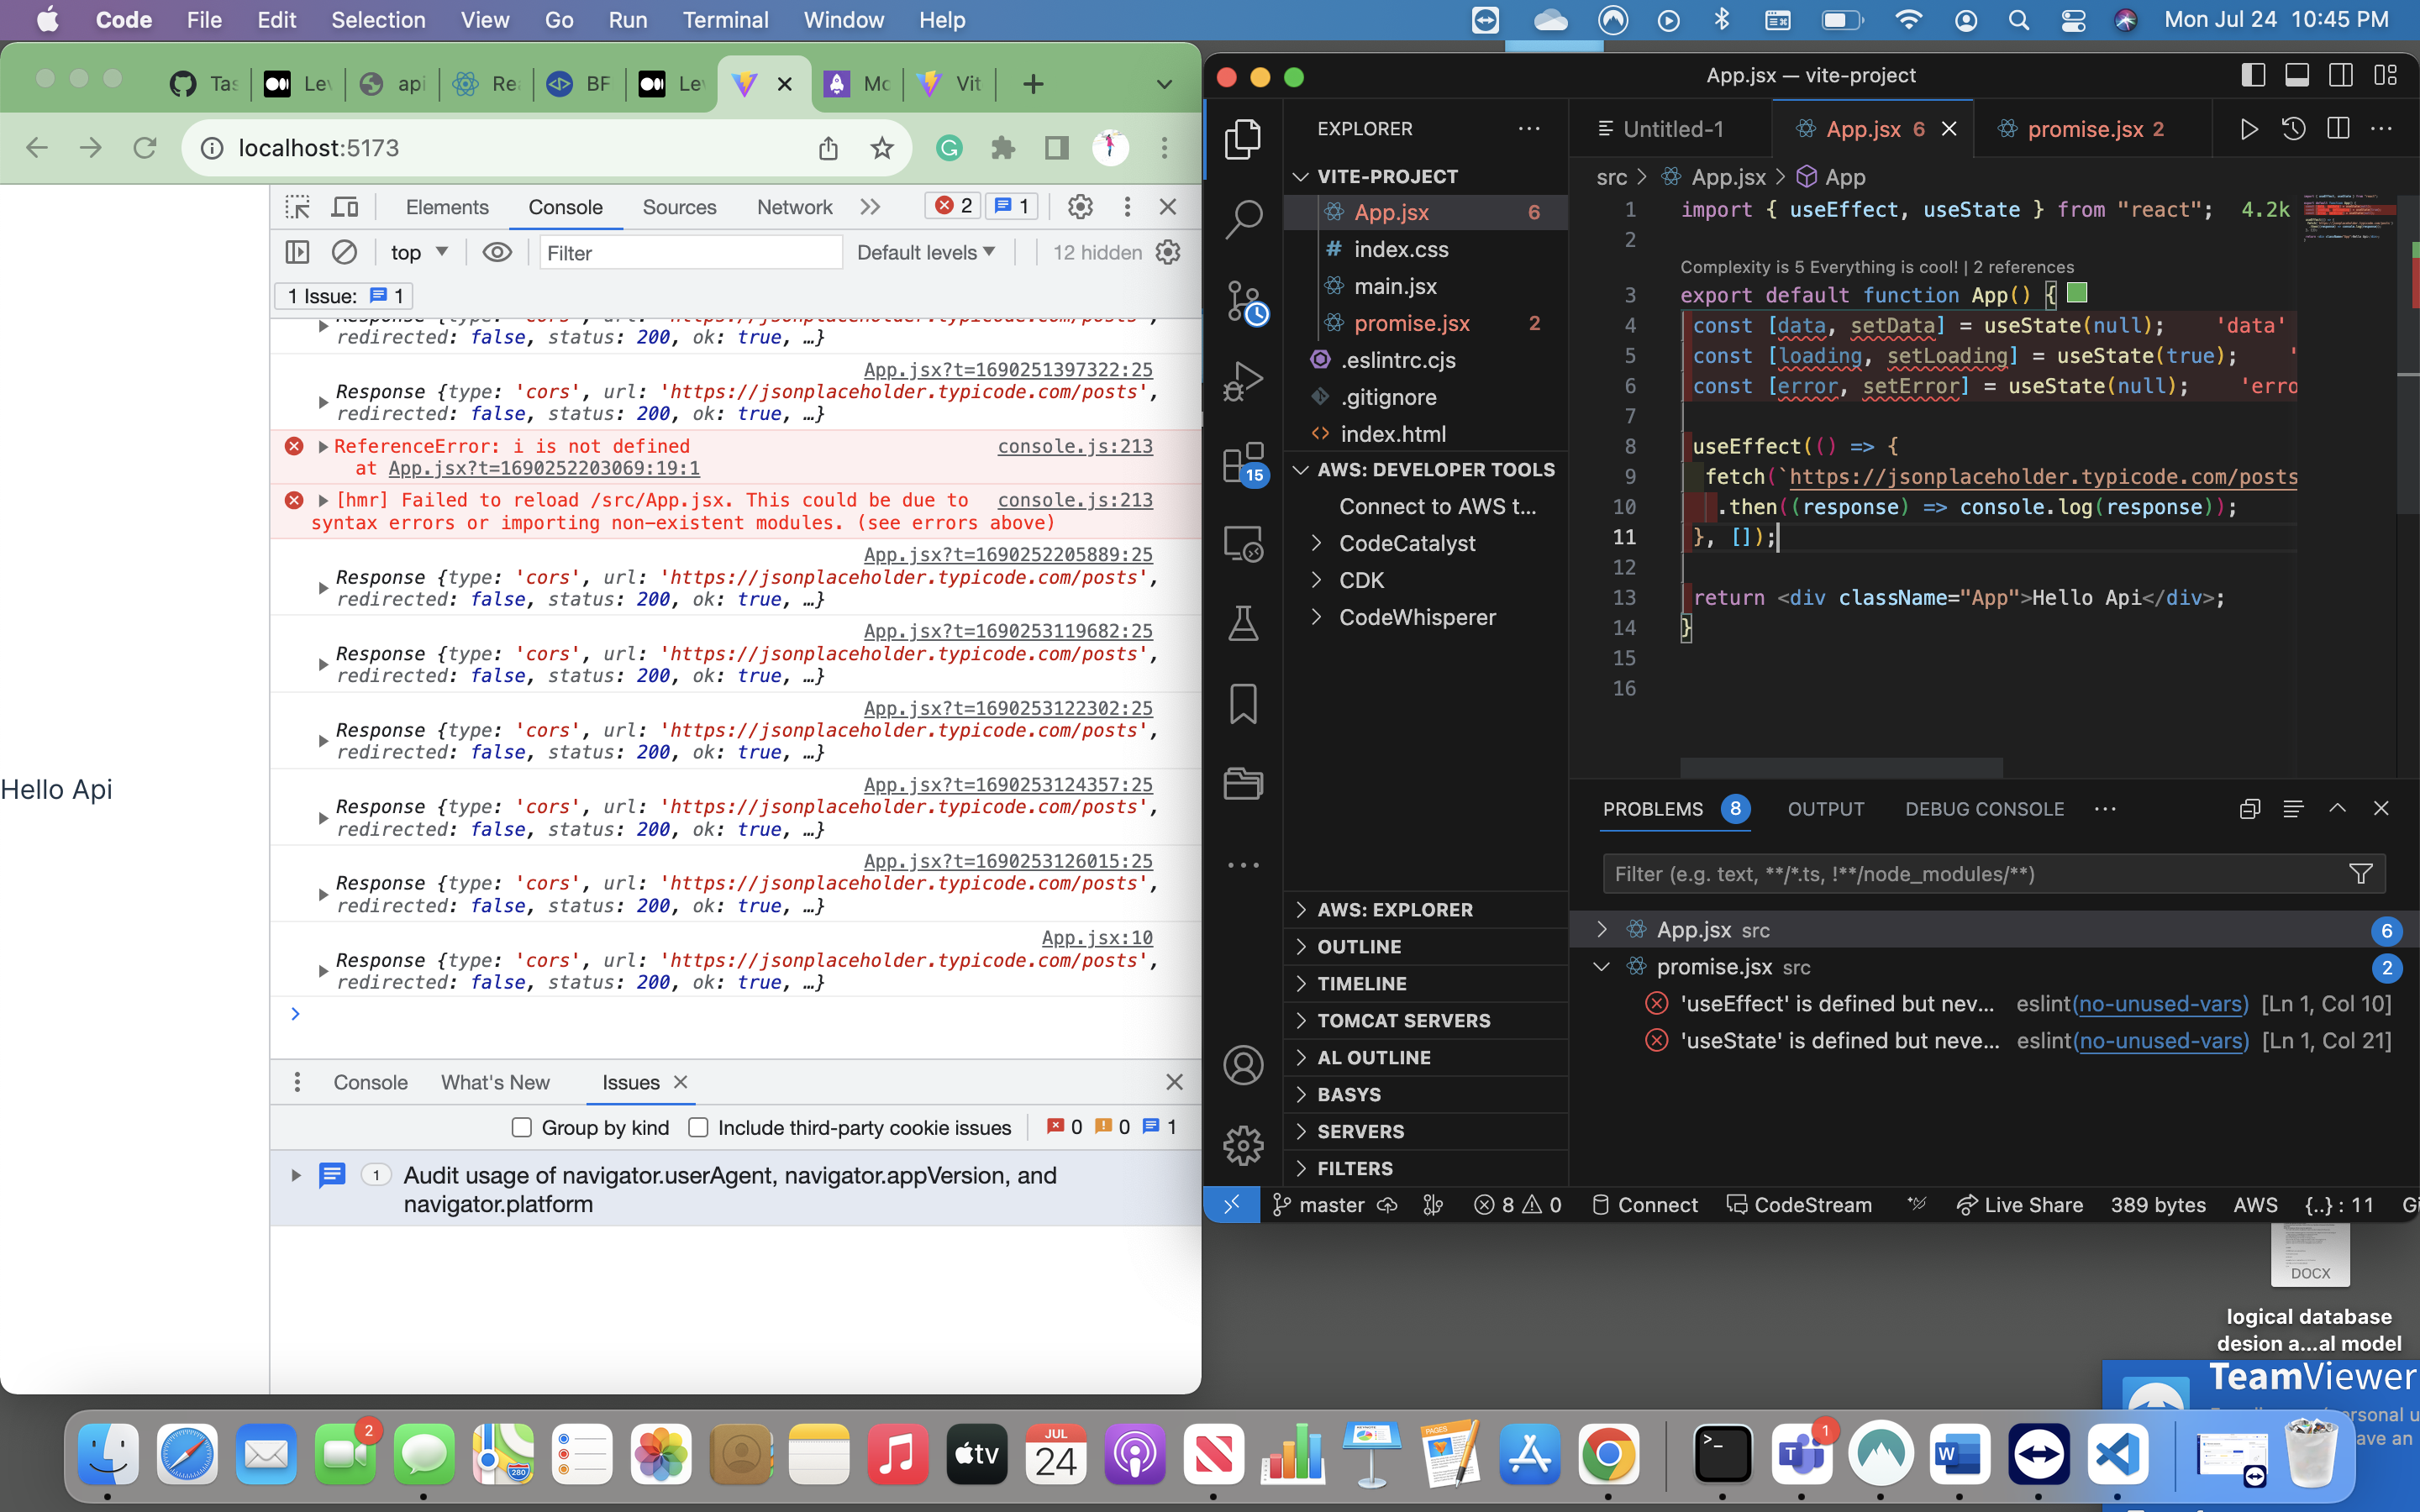 Code File Edit Selection View Go Run Terminal Window Help
Mon Jul 24 10:45 PM
Tas Lev api Rea BF Le Mo Vit
localhost:5173
Elements Console Sources Network 2 1
top Filter Default levels 12 hidden
1 Issue: 1
Response {type: 'cors', url: 'https://jsonplaceholder.typicode.com/posts',
redirected: false, status: 200, ok: true, …}
App.jsx?t=1690251397322:25
Response {type: 'cors', url: 'https://jsonplaceholder.typicode.com/posts',
redirected: false, status: 200, ok: true, …}
ReferenceError: i is not defined console.js:213
at App.jsx?t=1690252203069:19:1
[hmr] Failed to reload /src/App.jsx. This could be due to console.js:213
syntax errors or importing non-existent modules. (see errors above)
App.jsx?t=1690252205889:25
Response {type: 'cors', url: 'https://jsonplaceholder.typicode.com/posts',
redirected: false, status: 200, ok: true, …}
App.jsx?t=1690253119682:25
Response {type: 'cors', url: 'https://jsonplaceholder.typicode.com/posts',
redirected: false, status: 200, ok: true, …}
App.jsx?t=1690253122302:25
Response {type: 'cors', url: 'https://jsonplaceholder.typicode.com/posts',
redirected: false, status: 200, ok: true, …}
App.jsx?t=1690253124357:25
Response {type: 'cors', url: 'https://jsonplaceholder.typicode.com/posts',
redirected: false, status: 200, ok: true, …}
App.jsx?t=1690253126015:25
Response {type: 'cors', url: 'https://jsonplaceholder.typicode.com/posts',
redirected: false, status: 200, ok: true, …}
App.jsx:10
Response {type: 'cors', url: 'https://jsonplaceholder.typicode.com/posts',
redirected: false, status: 200, ok: true, …}
Hello Api
Console What's New Issues
Group by kind Include third-party cookie issues 0 0 1
1 Audit usage of navigator.userAgent, navigator.appVersion, and
navigator.platform
App.jsx — vite-project
EXPLORER
VITE-PROJECT
App.jsx 6
index.css
main.jsx
promise.jsx 2
.eslintrc.cjs
.gitignore
index.html
AWS: DEVELOPER TOOLS
Connect to AWS t...
CodeCatalyst
CDK
CodeWhisperer
AWS: EXPLORER
OUTLINE
TIMELINE
TOMCAT SERVERS
AL OUTLINE
BASYS
SERVERS
FILTERS
15
Untitled-1 App.jsx 6 promise.jsx 2
src > App.jsx > App
1 import { useEffect, useState } from "react"; 4.2k
2
Complexity is 5 Everything is cool! | 2 references
3 export default function App() {
4 const [data, setData] = useState(null); 'data'
5 const [loading, setLoading] = useState(true); '
6 const [error, setError] = useState(null); 'erro
7
8 useEffect(() => {
9 fetch(`https://jsonplaceholder.typicode.com/posts
10 .then((response) => console.log(response));
11 }, []);
12
13 return <div className="App">Hello Api</div>;
14 }
15
16
PROBLEMS 8 OUTPUT DEBUG CONSOLE
Filter (e.g. text, **/*.ts, !**/node_modules/**)
App.jsx src 6
promise.jsx src 2
'useEffect' is defined but nev... eslint(no-unused-vars) [Ln 1, Col 10]
'useState' is defined but neve... eslint(no-unused-vars) [Ln 1, Col 21]
master 8 0 Connect CodeStream Live Share 389 bytes AWS {..} : 11
DOCX
logical database
desion a...al model
TeamViewer
ersonal u
ave an
2
280
tv
JUL
24
>_
T 1
W